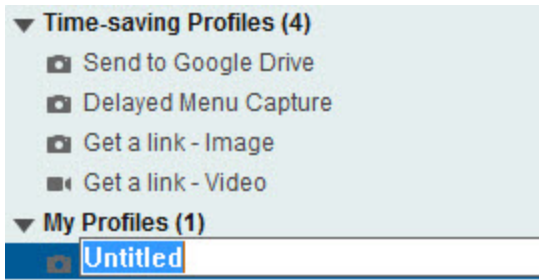 Time-saving Profiles (4)
Send to Google Drive
Delayed Menu Capture
Get a link - Image
Get a link - Video
My Profiles (1)
Untitled